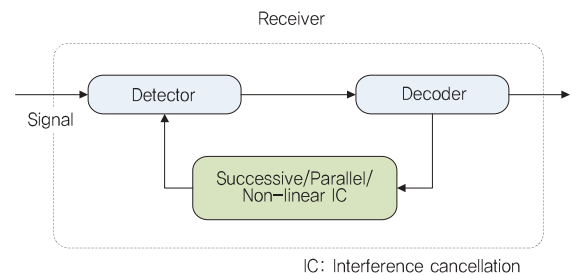 Receiver
Detector
Decoder
Signal
Successive/Parallel/
Non-linear IC
IC: Interference cancellation